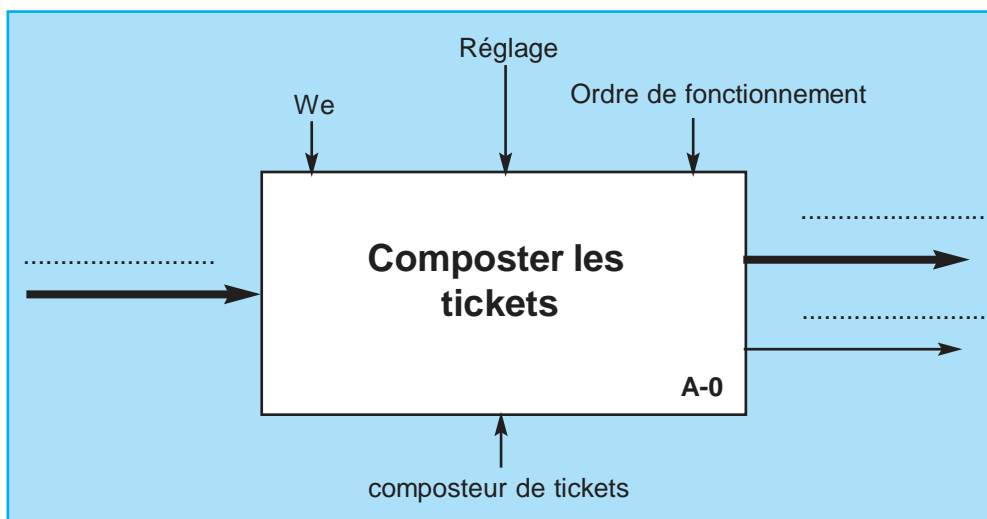 Réglage
We
Ordre de fonctionnement
..........................
..........................
Composter les
tickets
..........................
A-0
composteur de tickets